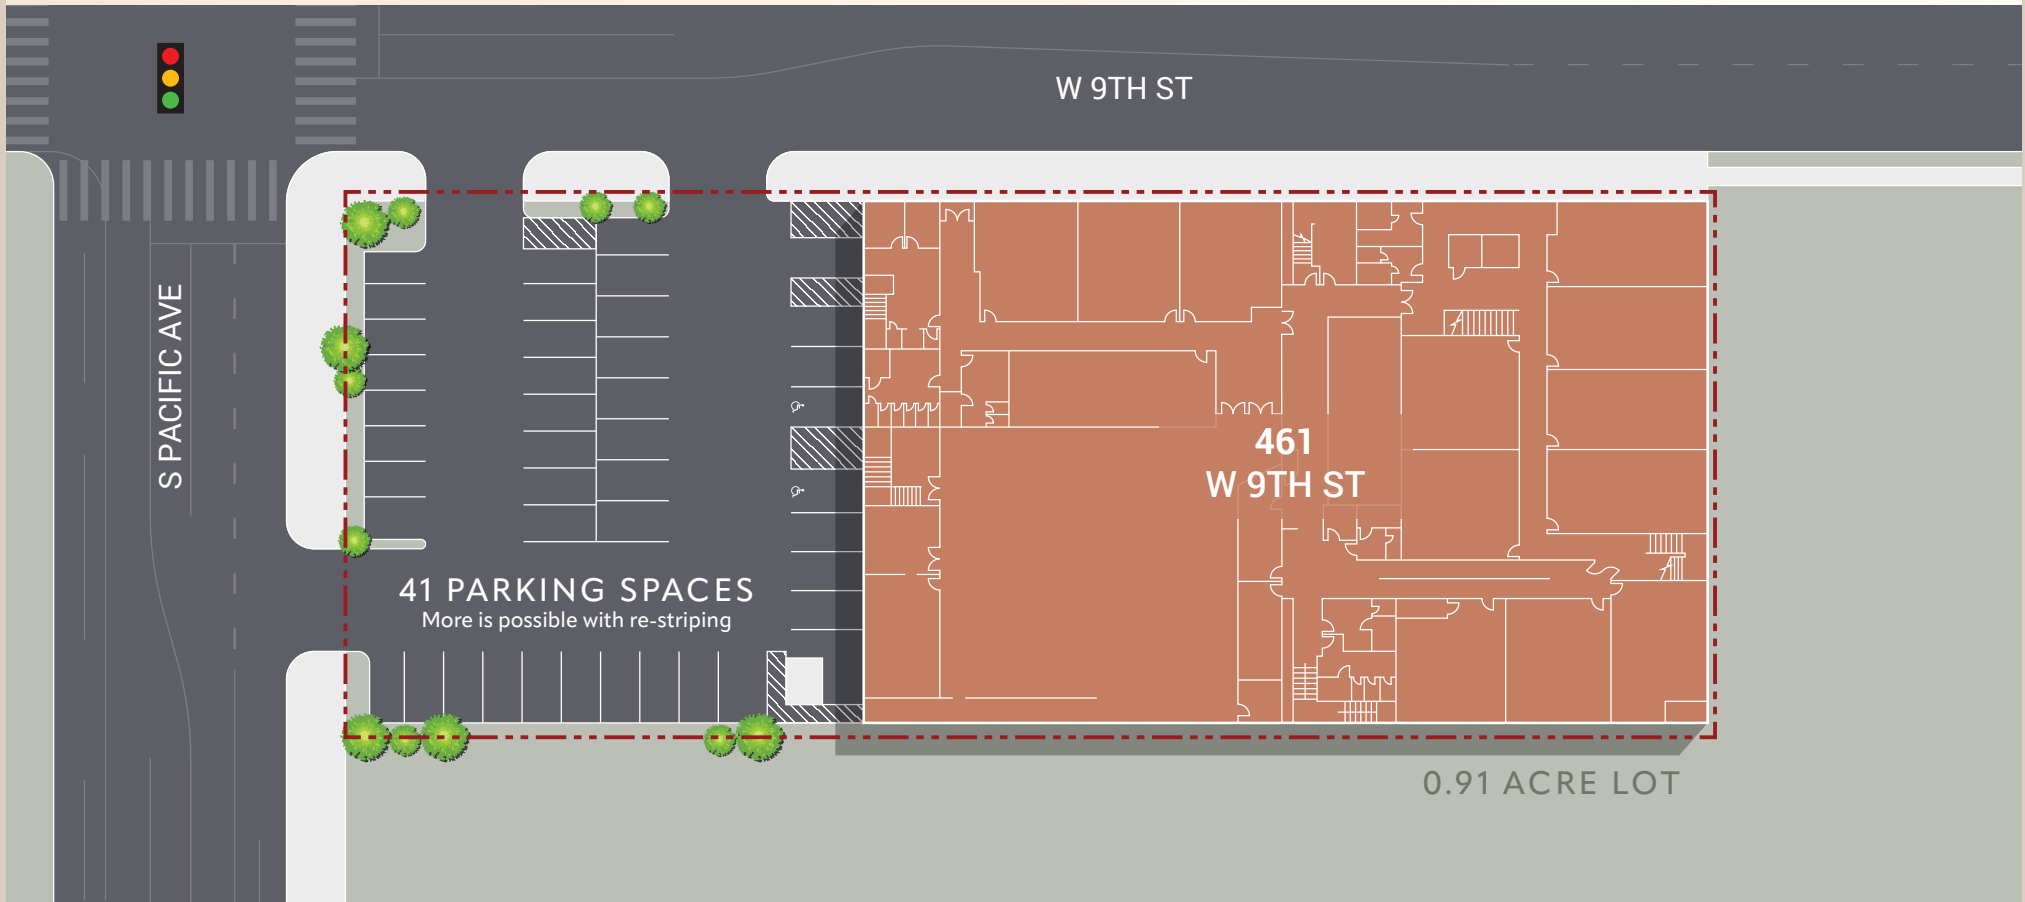 W 9TH ST
S PACIFIC AVE
461
W 9TH ST
41 PARKING SPACES
More is possible with re-striping
0.91 ACRE LOT